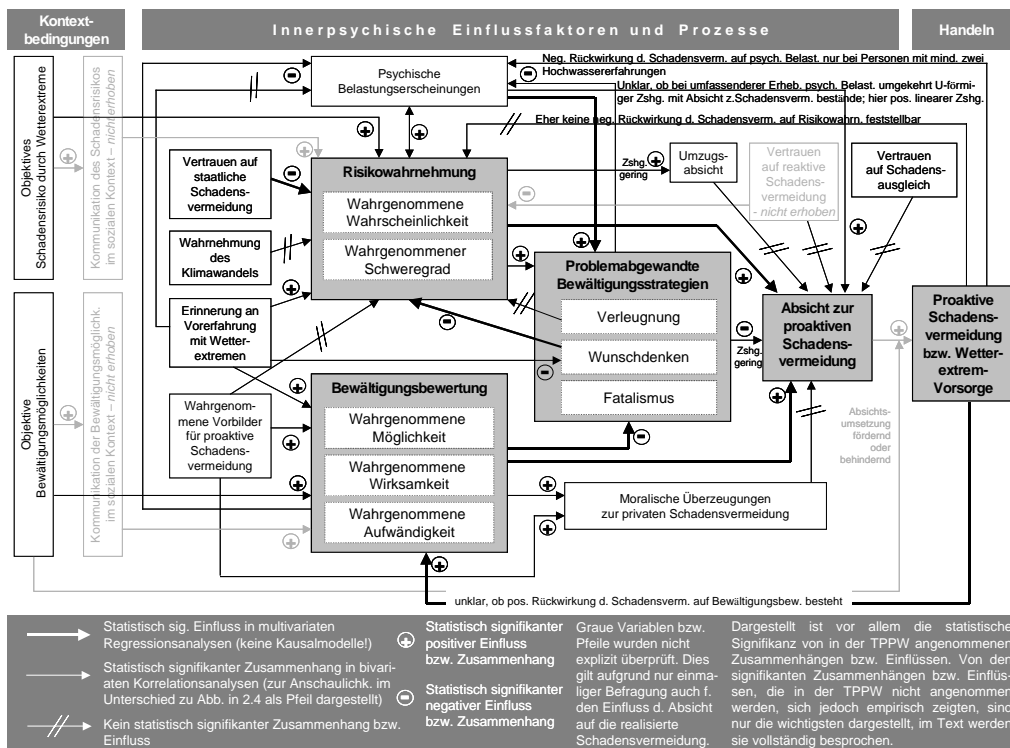 Kontext-
bedingungen
Innerpsychische Einflussfaktoren und Prozesse
Handeln
Objektives
Schadensrisiko durch Wetterextreme
Kommunikation des Schadensrisikos
im sozialen Kontext – nicht erhoben
Objektive
Bewältigungsmöglichkeiten
Kommunikation der Bewältigungsmöglichk.
im sozialen Kontext – nicht erhoben
Psychische
Belastungserscheinungen
Neg. Rückwirkung d. Schadensverm. auf psych. Belast. nur bei Personen mit mind. zwei
Hochwassererfahrungen
Unklar, ob bei umfassenderer Erheb. psych. Belast. umgekehrt U-förmi-
ger Zshg. mit Absicht z.Schadensverm. bestände; hier pos. linearer Zshg.
Eher keine neg. Rückwirkung d. Schadensverm. auf Risikowahrn. feststellbar
Vertrauen auf
staatliche
Schadens-
vermeidung
Wahrnehmung
des
Klimawandels
Erinnerung an
Vorerfahrung
mit Wetter-
extremen
Wahrgenom-
mene Vorbilder
für proaktive
Schadens-
vermeidung
Risikowahrnehmung
Wahrgenommene
Wahrscheinlichkeit
Wahrgenommener
Schweregrad
Bewältigungsbewertung
Wahrgenommene
Möglichkeit
Wahrgenommene
Wirksamkeit
Wahrgenommene
Aufwändigkeit
Zshg.
gering
Umzugs-
absicht
Vertrauen
auf reaktive
Schadens-
vermeidung
- nicht erhoben
Vertrauen
auf Schadens-
ausgleich
Problemabgewandte
Bewältigungsstrategien
Verleugnung
Wunschdenken
Fatalismus
Zshg.
gering
Absicht zur
proaktiven
Schadens-
vermeidung
Proaktive
Schadens-
vermeidung
bzw. Wetter-
extrem-
Vorsorge
Absichts-
umsetzung
fördernd
oder
behindernd
Moralische Überzeugungen
zur privaten Schadensvermeidung
unklar, ob pos. Rückwirkung d. Schadensverm. auf Bewältigungsbew. besteht
Statistisch sig. Einfluss in multivariaten
Regressionsanalysen (keine Kausalmodelle!)
Statistisch signifikanter Zusammenhang in bivari-
aten Korrelationsanalysen (zur Anschaulichk. im
Unterschied zu Abb. in 2.4 als Pfeil dargestellt)
Kein statistisch signifikanter Zusammenhang bzw.
Einfluss
+ Statistisch signifikanter
positiver Einfluss
bzw. Zusammenhang
− Statistisch signifikanter
negativer Einfluss
bzw. Zusammenhang
Graue Variablen bzw.
Pfeile wurden nicht
explizit überprüft. Dies
gilt aufgrund nur einma-
liger Befragung auch f.
den Einfluss d. Absicht
auf die realisierte
Schadensvermeidung.
Dargestellt ist vor allem die statistische
Signifikanz von in der TPPW angenommenen
Zusammenhängen bzw. Einflüssen. Von den
signifikanten Zusammenhängen bzw. Einflüs-
sen, die in der TPPW nicht angenommen
werden, sich jedoch empirisch zeigten, sind
nur die wichtigsten dargestellt, im Text werden
sie vollständig besprochen.